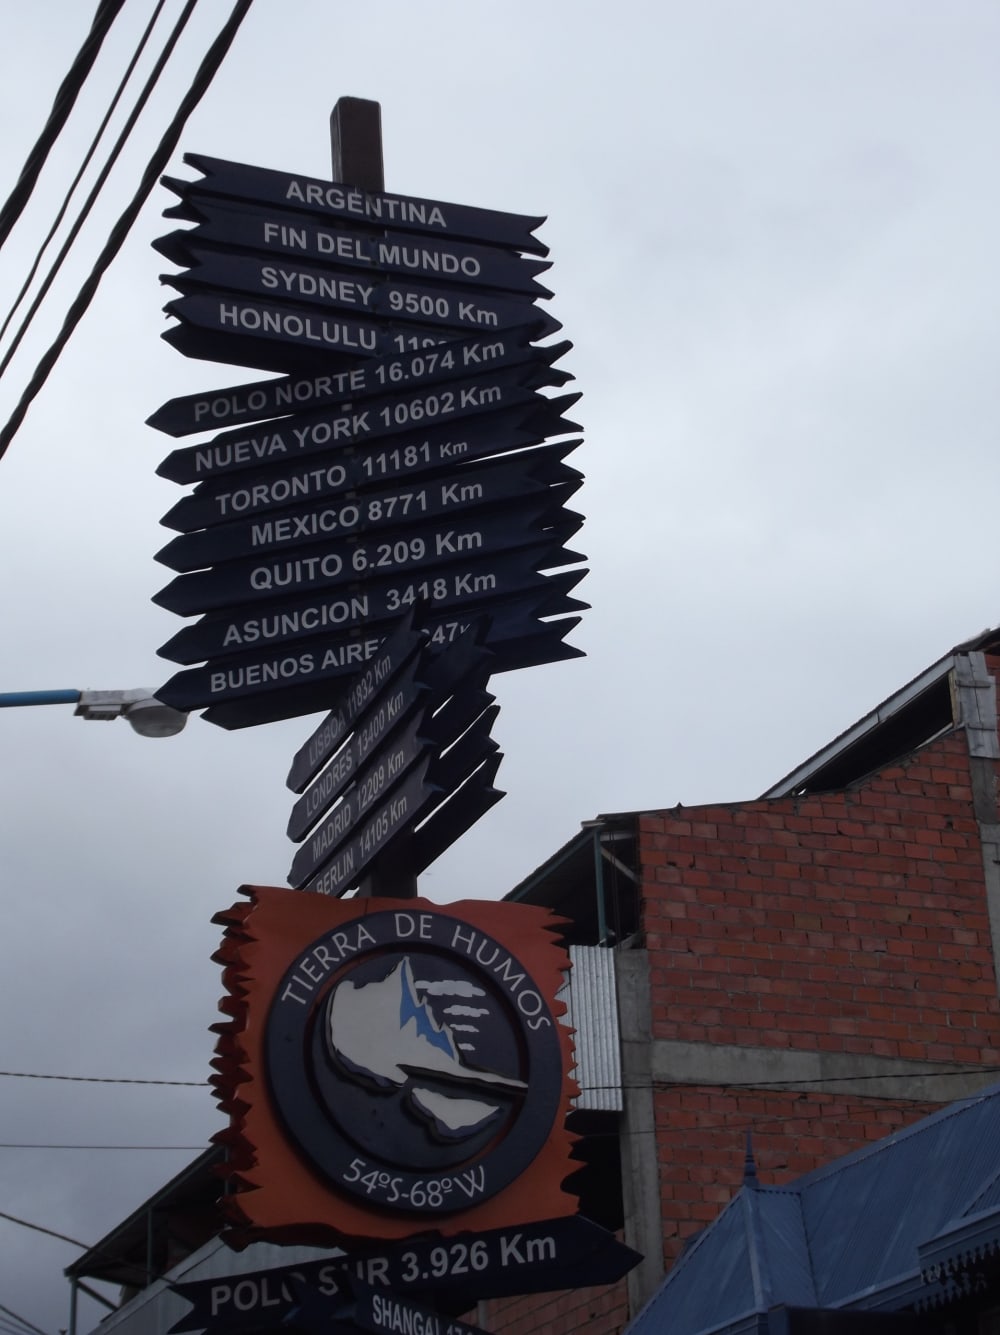 ARGENTINA
FIN DEL MUNDO
SYDNEY 9500 Km
HONOLULU
POLO NORTE 16.074 Km
NUEVA YORK 10602 Km
TORONTO 11181 Km
MEXICO 8771 Km
QUITO 6.209 Km
ASUNCION 3418 Km
BUENOS AIRES
LISBOA 11832 Km
LONDRES 13400 Km
MADRID 12209 Km
BERLIN 14105 Km
TIERRA DE HUMOS
54ºS-68ºW
POLO SUR 3.926 Km
SHANGAI